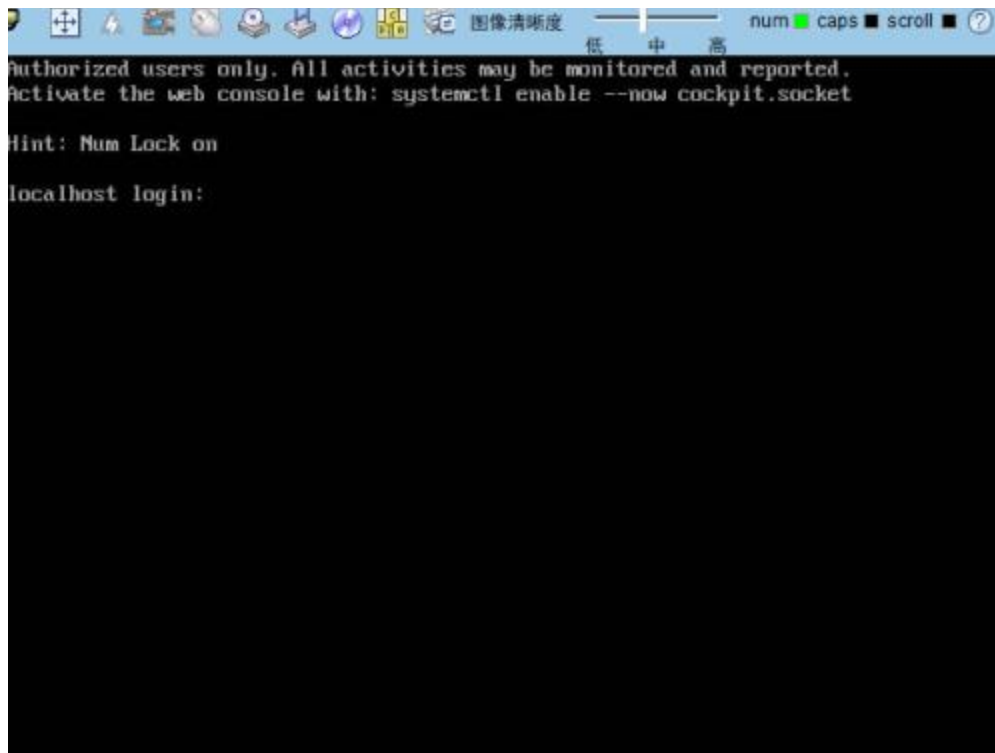 图像清晰度
低 中 高
num caps scroll ?
Authorized users only. All activities may be monitored and reported.
Activate the web console with: systemctl enable --now cockpit.socket
Hint: Num Lock on
localhost login: